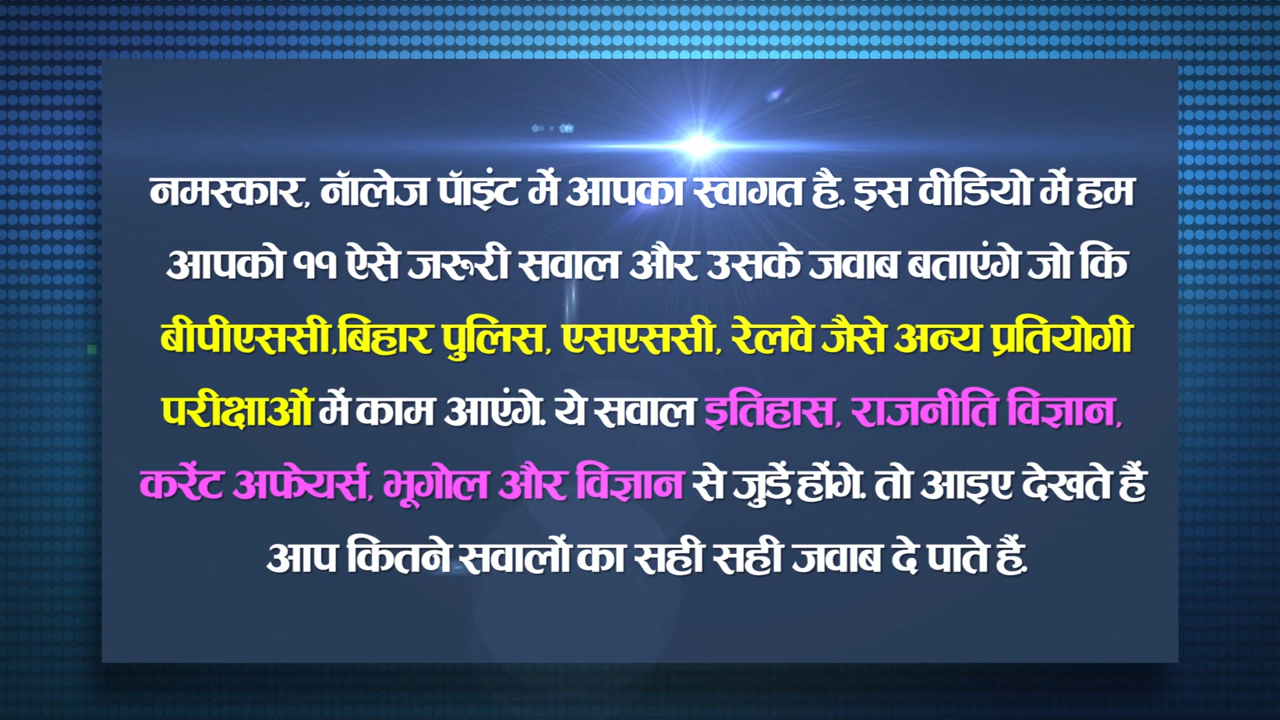 नमस्कार, नॉलेज पॉइंट में आपका स्वागत है. इस वीडियो में हम
आपको ११ ऐसे जरुरी सवाल और उसके जवाब बताएंगे जो कि
बीपीएससी,बिहार पुलिस, एसएससी, रेलवे जैसे अन्य प्रतियोगी
परीक्षाओं में काम आएंगे. ये सवाल इतिहास, राजनीति विज्ञान,
करेंट अफेयर्स, भूगोल और विज्ञान से जुड़ें होंगे. तो आइए देखते हैं
आप कितने सवालों का सही सही जवाब दे पाते हैं.